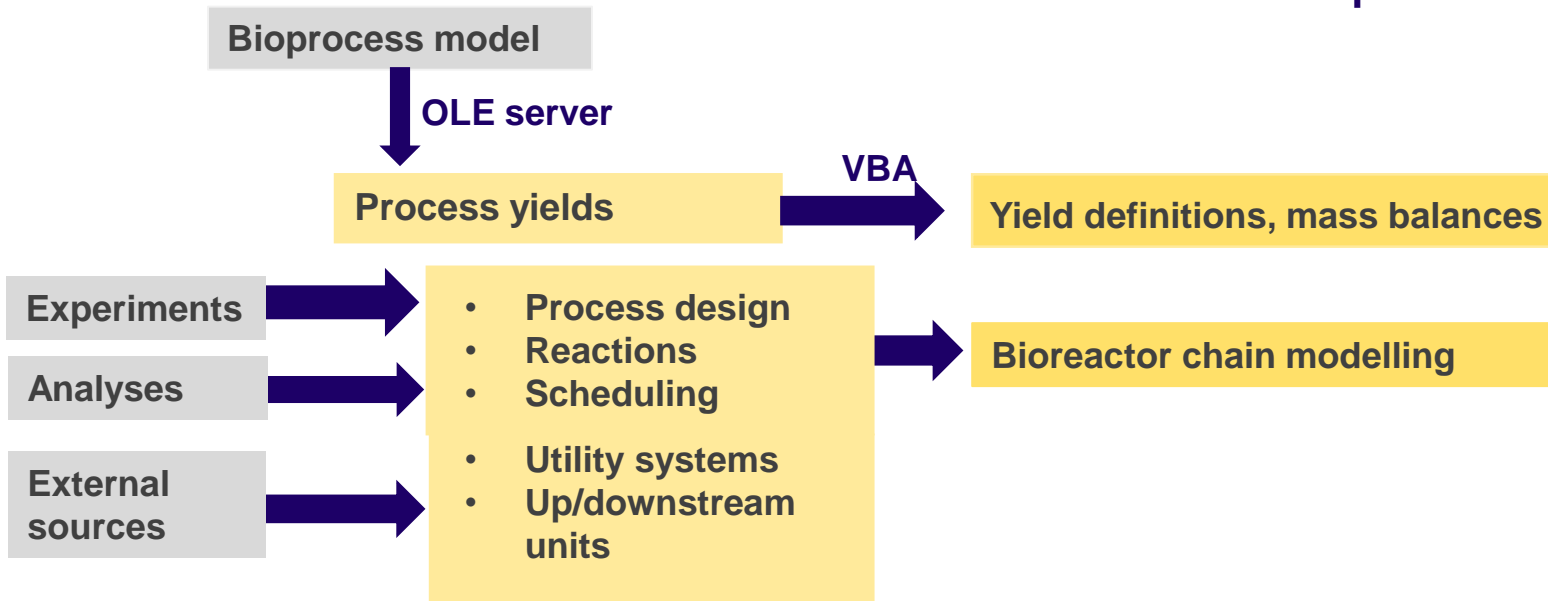 Bioprocess model
OLE server
VBA
Process yields
Yield definitions, mass balances
Experiments
Analyses
External
sources
• Process design
• Reactions
• Scheduling
• Utility systems
• Up/downstream
units
Bioreactor chain modelling